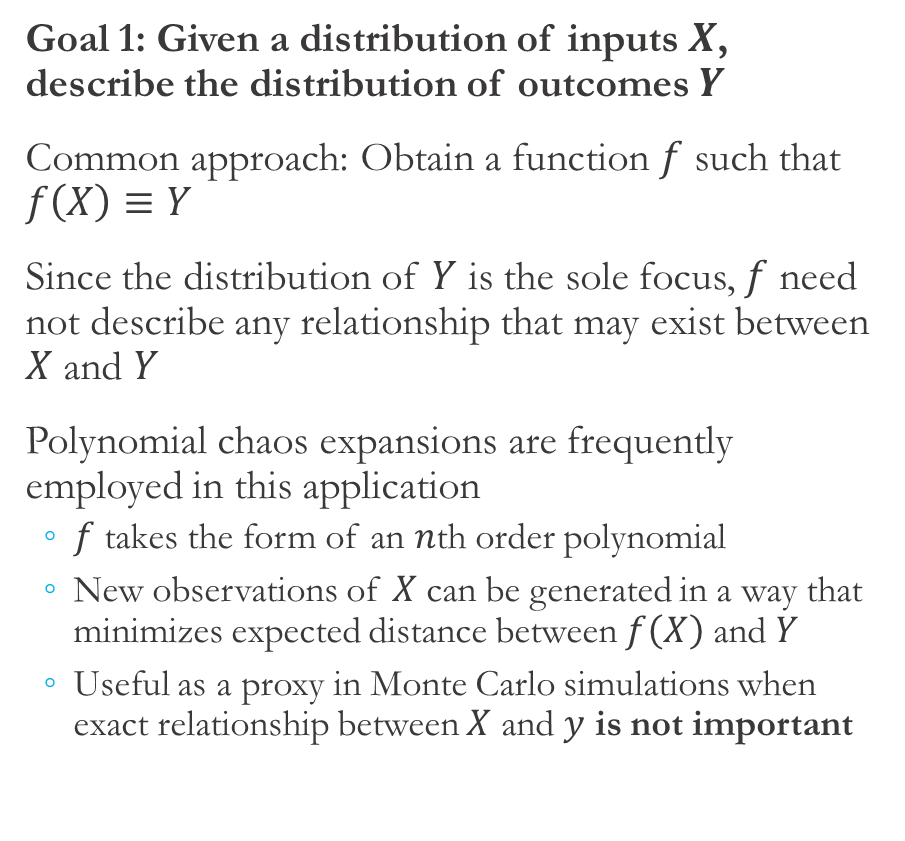 Goal 1: Given a distribution of inputs X,
describe the distribution of outcomes Y
Common approach: Obtain a function f such that
f(X) ≡ Y
Since the distribution of Y is the sole focus, f need
not describe any relationship that may exist between
X and Y
Polynomial chaos expansions are frequently
employed in this application
◦ f takes the form of an nth order polynomial
◦ New observations of X can be generated in a way that
minimizes expected distance between f(X) and Y
◦ Useful as a proxy in Monte Carlo simulations when
exact relationship between X and y is not important